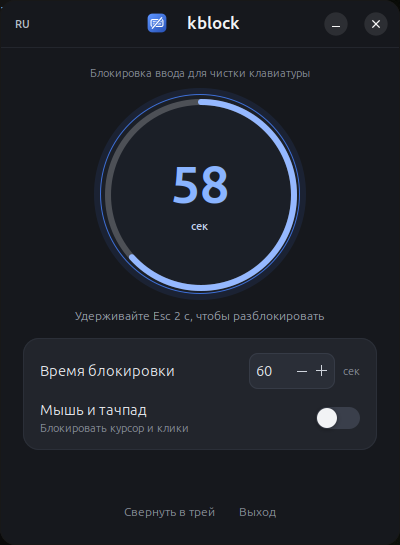 RU
kblock
Блокировка ввода для чистки клавиатуры
58
сек
Удерживайте Esc 2 с, чтобы разблокировать
Время блокировки
60
сек
Мышь и тачпад
Блокировать курсор и клики
Свернуть в трей
Выход